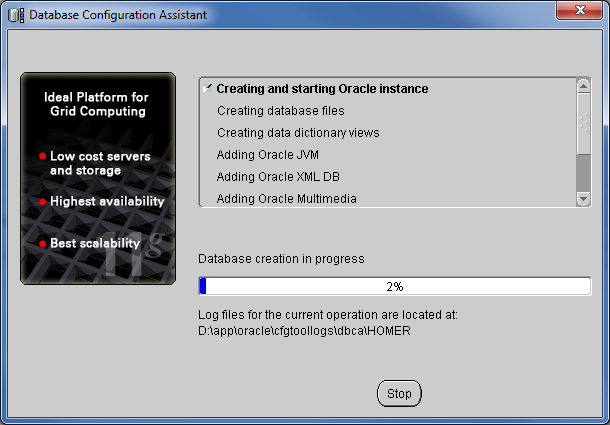 Database Configuration Assistant
Ideal Platform for
Grid Computing
Low cost servers
and storage
Highest availability
Best scalability
11g
Creating and starting Oracle instance
Creating database files
Creating data dictionary views
Adding Oracle JVM
Adding Oracle XML DB
Adding Oracle Multimedia
Database creation in progress
2%
Log files for the current operation are located at:
D:\app\oracle\cfgtoollogs\dbca\HOMER
Stop